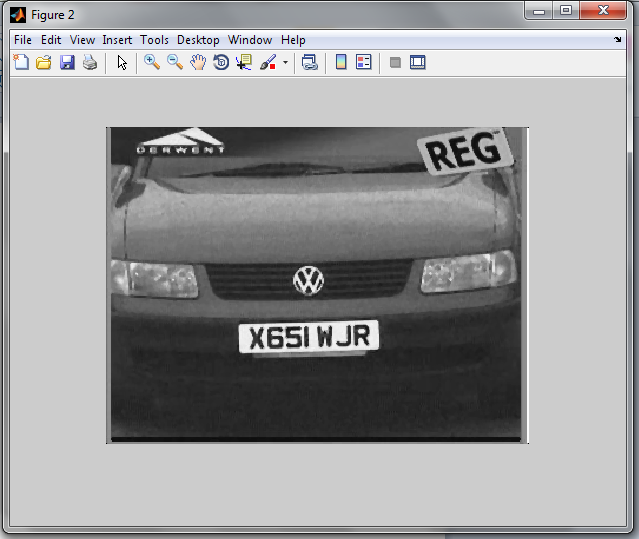 Figure 2
File Edit View Insert Tools Desktop Window Help
DERWENT
REG
X651 WJR